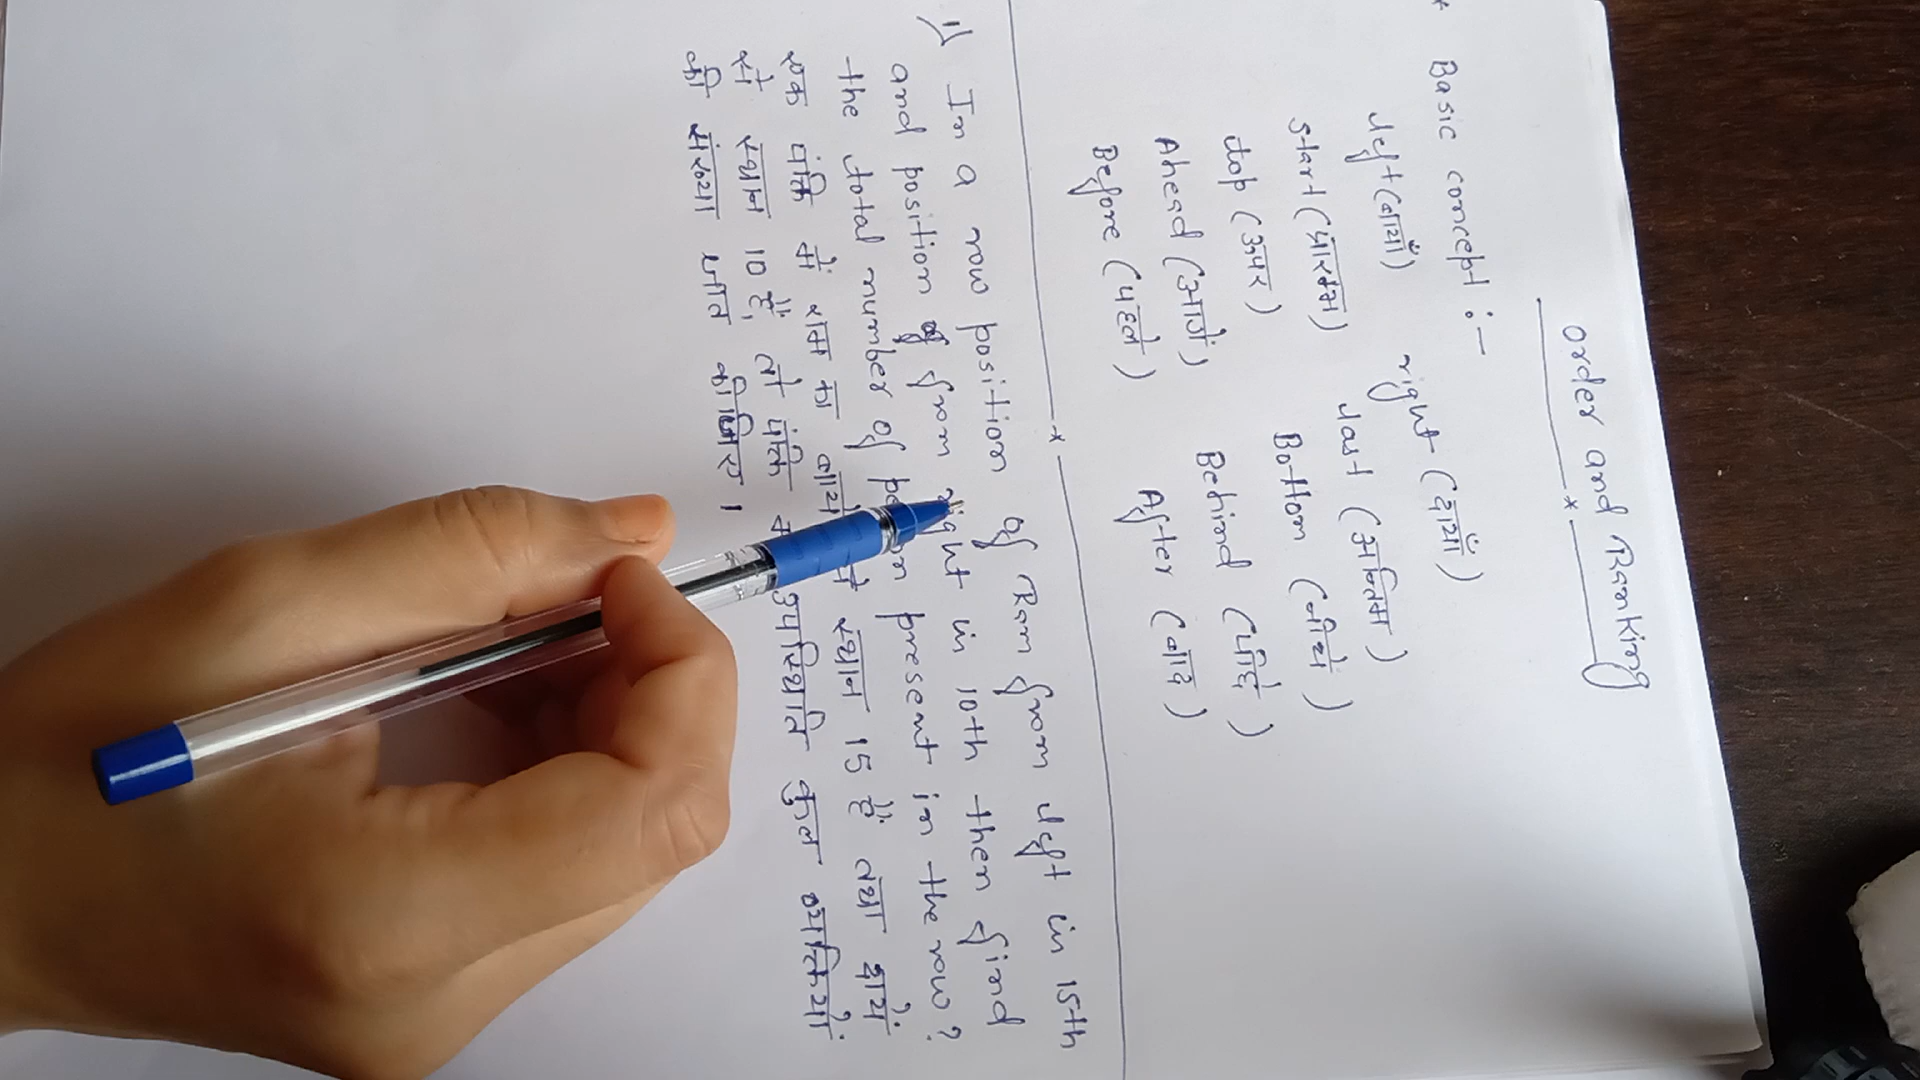 Order and Ranking
*
* Basic concept :-
left (बायाँ) right (दायाँ)
start (प्रारम्भ) last (अन्तिम)
top (ऊपर) Bottom (नीचे)
Ahead (आगे) Behind (पीछे)
Before (पहले) After (बाद)
*
1) In a row position of Ram from left in 15th
and position of from right in 10th then find
the total number of person present in the row?
एक पंक्ति में राम का बायें से स्थान 15 हैं तथा दायें
से स्थान 10 हैं, तो पंक्ति उपस्थिति कुल व्यक्तियों
की संख्या ज्ञात कीजिए।